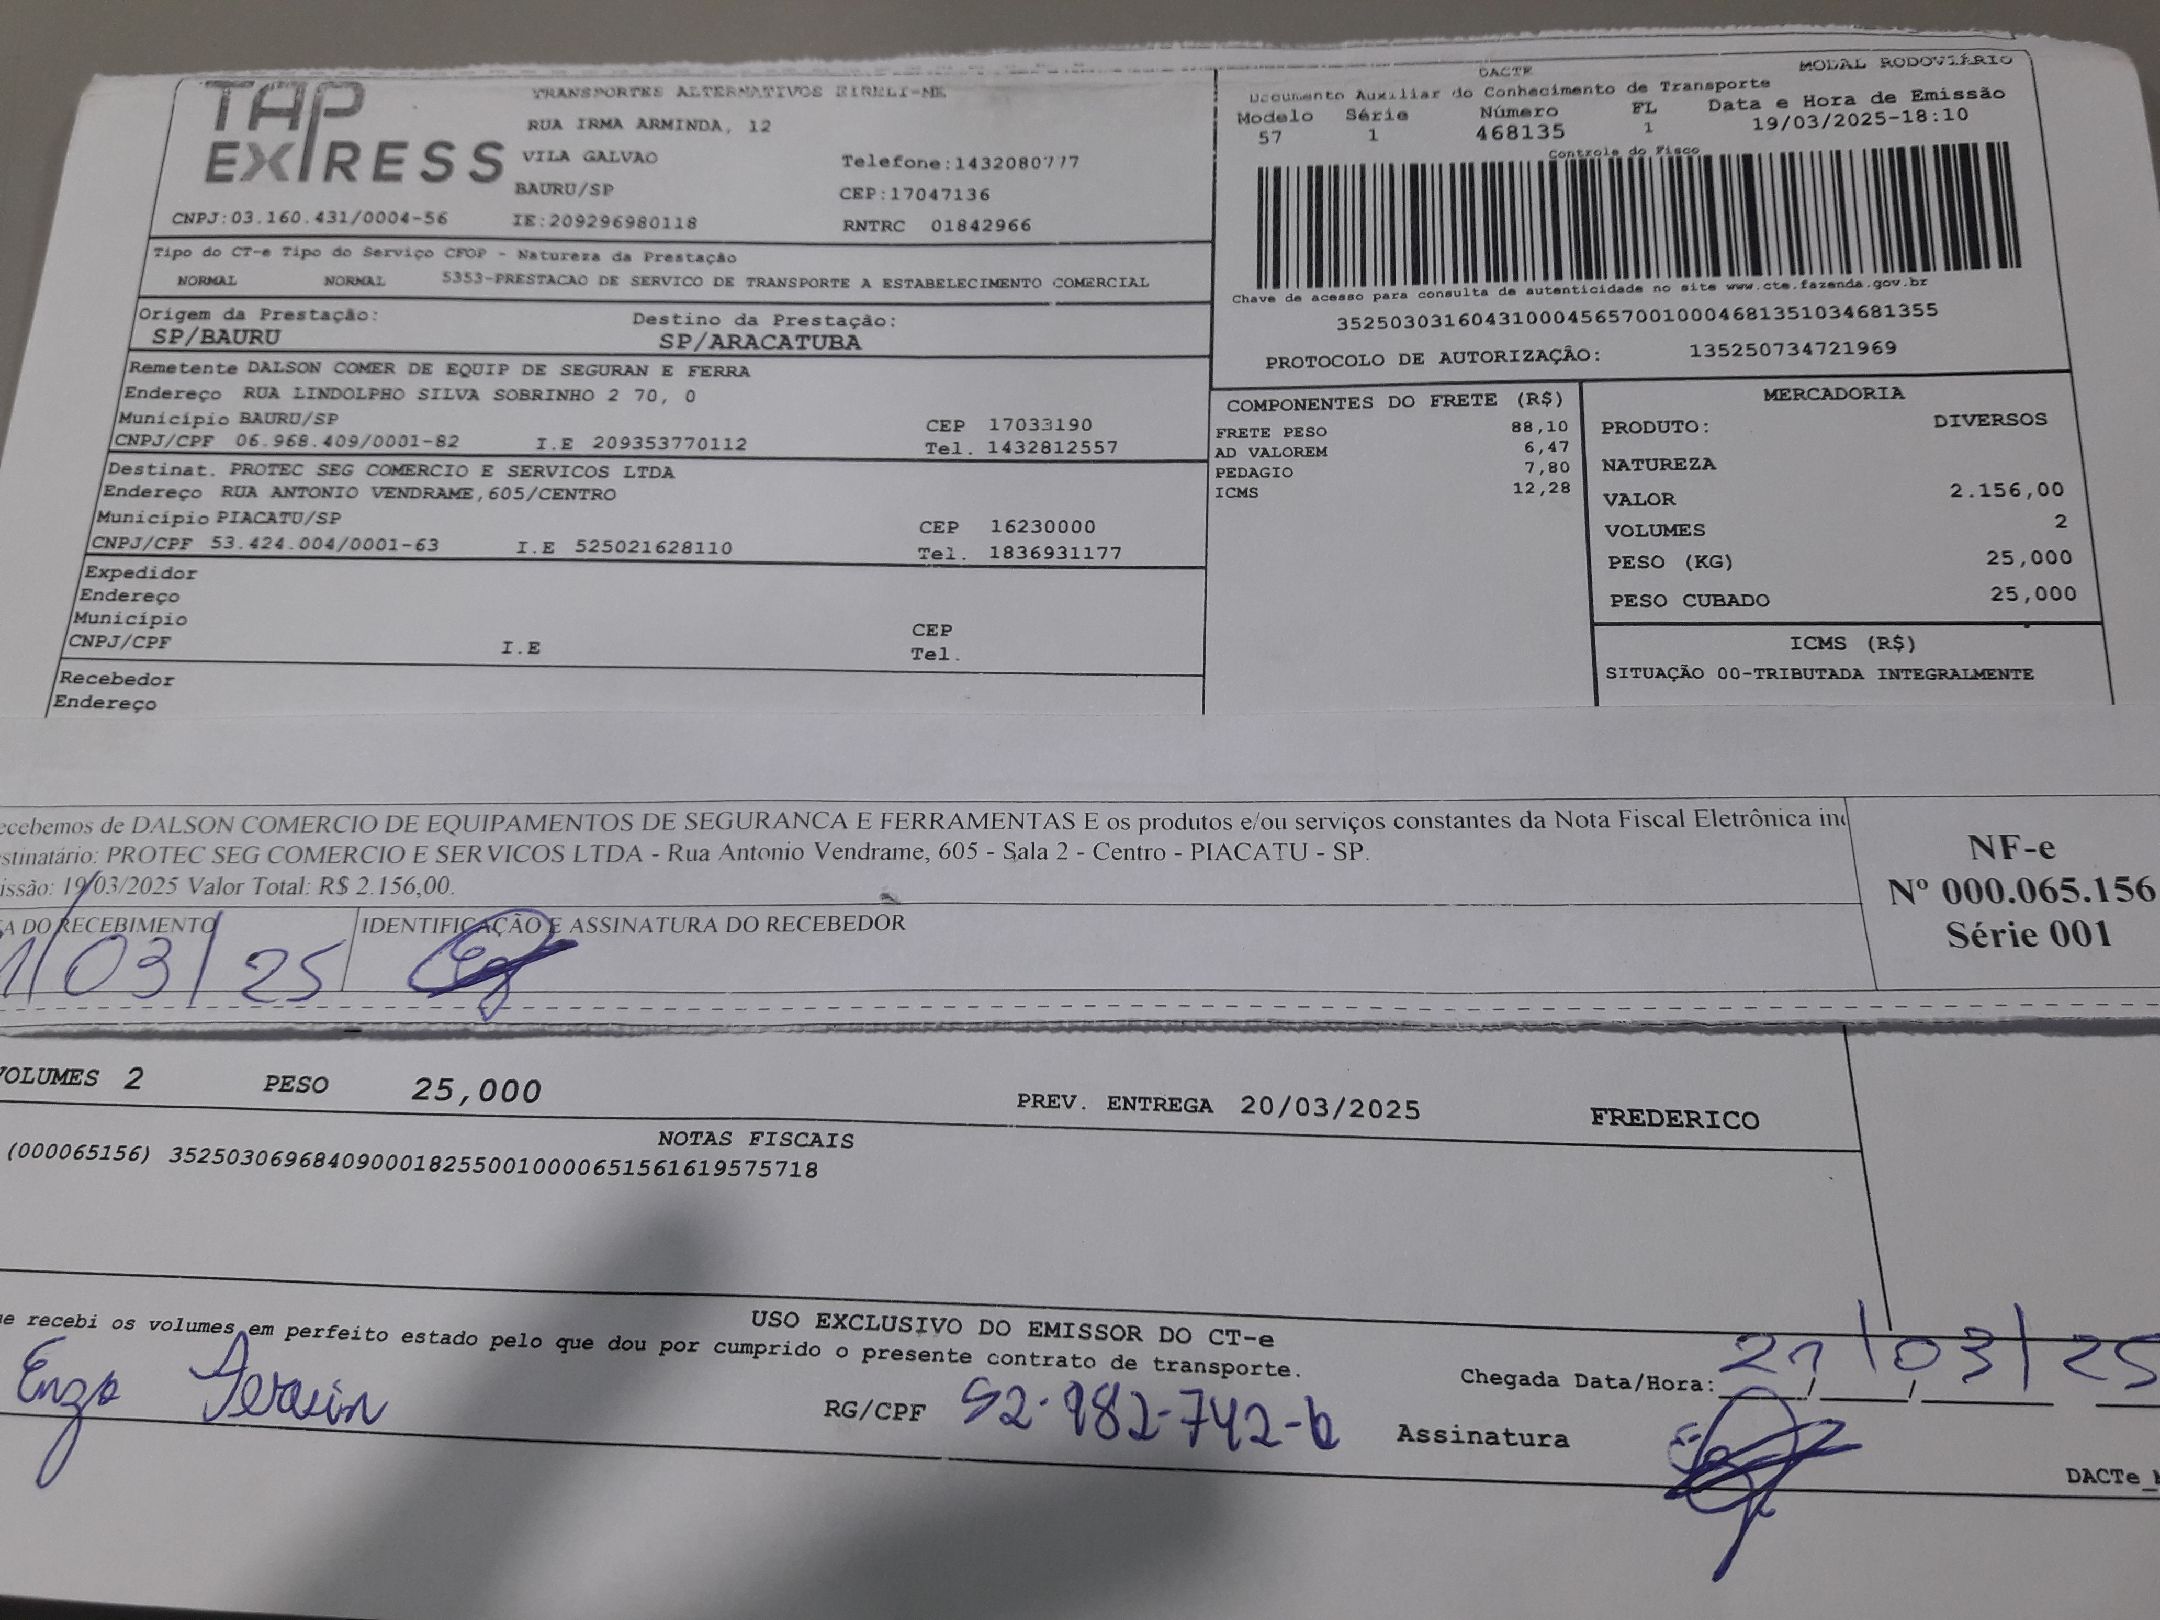 TAP
EXPRESS
TRANSPORTES ALTERNATIVOS EIRELI-ME
RUA IRMA ARMINDA, 12
VILA GALVAO
Telefone:1432080777
BAURU/SP
CEP:17047136
CNPJ:03.160.431/0004-56 IE:209296980118 RNTRC 01842966
DACTE MODAL RODOVIÁRIO
Documento Auxiliar do Conhecimento de Transporte
Modelo Série Número FL Data e Hora de Emissão
57 1 468135 1 19/03/2025-18:10
Controle do Fisco
Chave de acesso para consulta de autenticidade no site www.cte.fazenda.gov.br
35250303160431000456570010004681351034681355
PROTOCOLO DE AUTORIZAÇÃO: 135250734721969
Tipo do CT-e Tipo do Serviço CFOP - Natureza da Prestação
NORMAL NORMAL 5353-PRESTACAO DE SERVICO DE TRANSPORTE A ESTABELECIMENTO COMERCIAL
Origem da Prestação: Destino da Prestação:
SP/BAURU SP/ARACATUBA
Remetente DALSON COMER DE EQUIP DE SEGURAN E FERRA
Endereço RUA LINDOLPHO SILVA SOBRINHO 2 70, 0
Município BAURU/SP CEP 17033190
CNPJ/CPF 06.968.409/0001-82 I.E 209353770112 Tel. 1432812557
Destinat. PROTEC SEG COMERCIO E SERVICOS LTDA
Endereço RUA ANTONIO VENDRAME,605/CENTRO
Município PIACATU/SP CEP 16230000
CNPJ/CPF 53.424.004/0001-63 I.E 525021628110 Tel. 1836931177
Expedidor
Endereço
Município CEP
CNPJ/CPF I.E Tel.
Recebedor
Endereço
COMPONENTES DO FRETE (R$)
FRETE PESO 88,10
AD VALOREM 6,47
PEDAGIO 7,80
ICMS 12,28
MERCADORIA
PRODUTO: DIVERSOS
NATUREZA
VALOR 2.156,00
VOLUMES 2
PESO (KG) 25,000
PESO CUBADO 25,000
ICMS (R$)
SITUAÇÃO 00-TRIBUTADA INTEGRALMENTE
ecebemos de DALSON COMERCIO DE EQUIPAMENTOS DE SEGURANCA E FERRAMENTAS E os produtos e/ou serviços constantes da Nota Fiscal Eletrônica
stinatário: PROTEC SEG COMERCIO E SERVICOS LTDA - Rua Antonio Vendrame, 605 - Sala 2 - Centro - PIACATU - SP.
issão: 19/03/2025 Valor Total: R$ 2.156,00.
A DO RECEBIMENTO IDENTIFICAÇÃO E ASSINATURA DO RECEBEDOR
1/03/25
NF-e
Nº 000.065.156
Série 001
VOLUMES 2 PESO 25,000 PREV. ENTREGA 20/03/2025 FREDERICO
NOTAS FISCAIS
(000065156) 35250306968409000182550010000651561619575718
USO EXCLUSIVO DO EMISSOR DO CT-e
ue recebi os volumes em perfeito estado pelo que dou por cumprido o presente contrato de transporte.
Enzo
RG/CPF 52-982-742-6
Chegada Data/Hora: 21/03/25
Assinatura
DACTe_